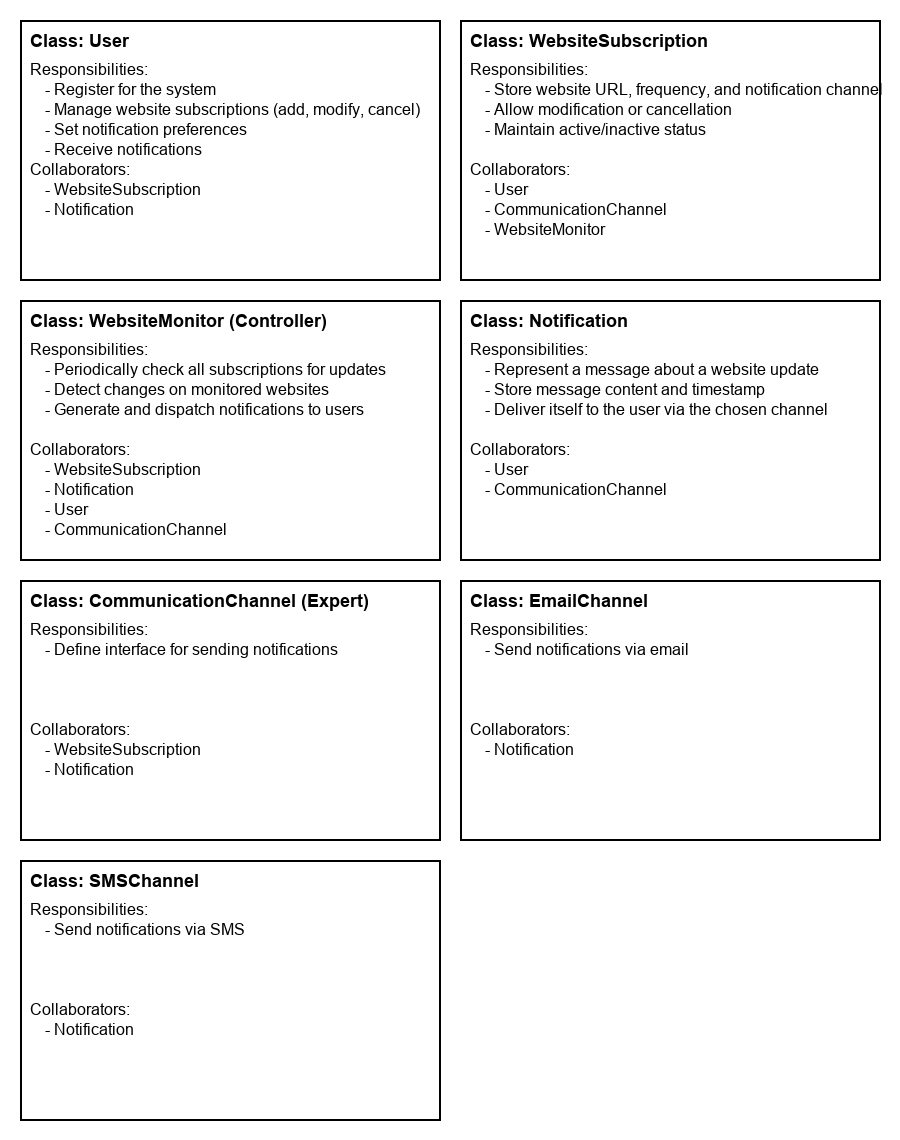 Class: User
Responsibilities:
- Register for the system
- Manage website subscriptions (add, modify, cancel)
- Set notification preferences
- Receive notifications
Collaborators:
- WebsiteSubscription
- Notification
Class: WebsiteSubscription
Responsibilities:
- Store website URL, frequency, and notification channel
- Allow modification or cancellation
- Maintain active/inactive status
Collaborators:
- User
- CommunicationChannel
- WebsiteMonitor
Class: WebsiteMonitor (Controller)
Responsibilities:
- Periodically check all subscriptions for updates
- Detect changes on monitored websites
- Generate and dispatch notifications to users
Collaborators:
- WebsiteSubscription
- Notification
- User
- CommunicationChannel
Class: Notification
Responsibilities:
- Represent a message about a website update
- Store message content and timestamp
- Deliver itself to the user via the chosen channel
Collaborators:
- User
- CommunicationChannel
Class: CommunicationChannel (Expert)
Responsibilities:
- Define interface for sending notifications
Collaborators:
- WebsiteSubscription
- Notification
Class: EmailChannel
Responsibilities:
- Send notifications via email
Collaborators:
- Notification
Class: SMSChannel
Responsibilities:
- Send notifications via SMS
Collaborators:
- Notification